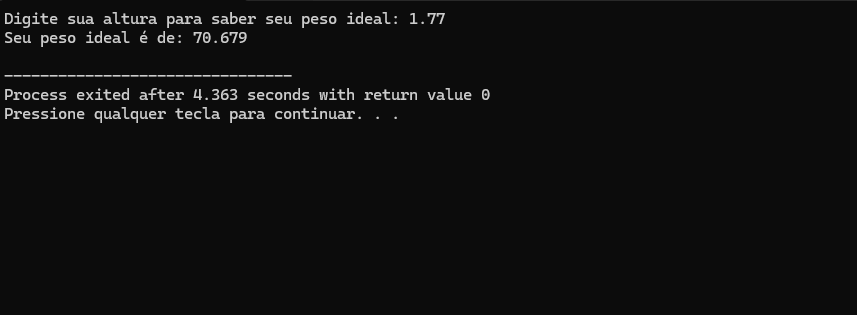 Digite sua altura para saber seu peso ideal: 1.77
Seu peso ideal é de: 70.679
--------------------------------
Process exited after 4.363 seconds with return value 0
Pressione qualquer tecla para continuar. . .